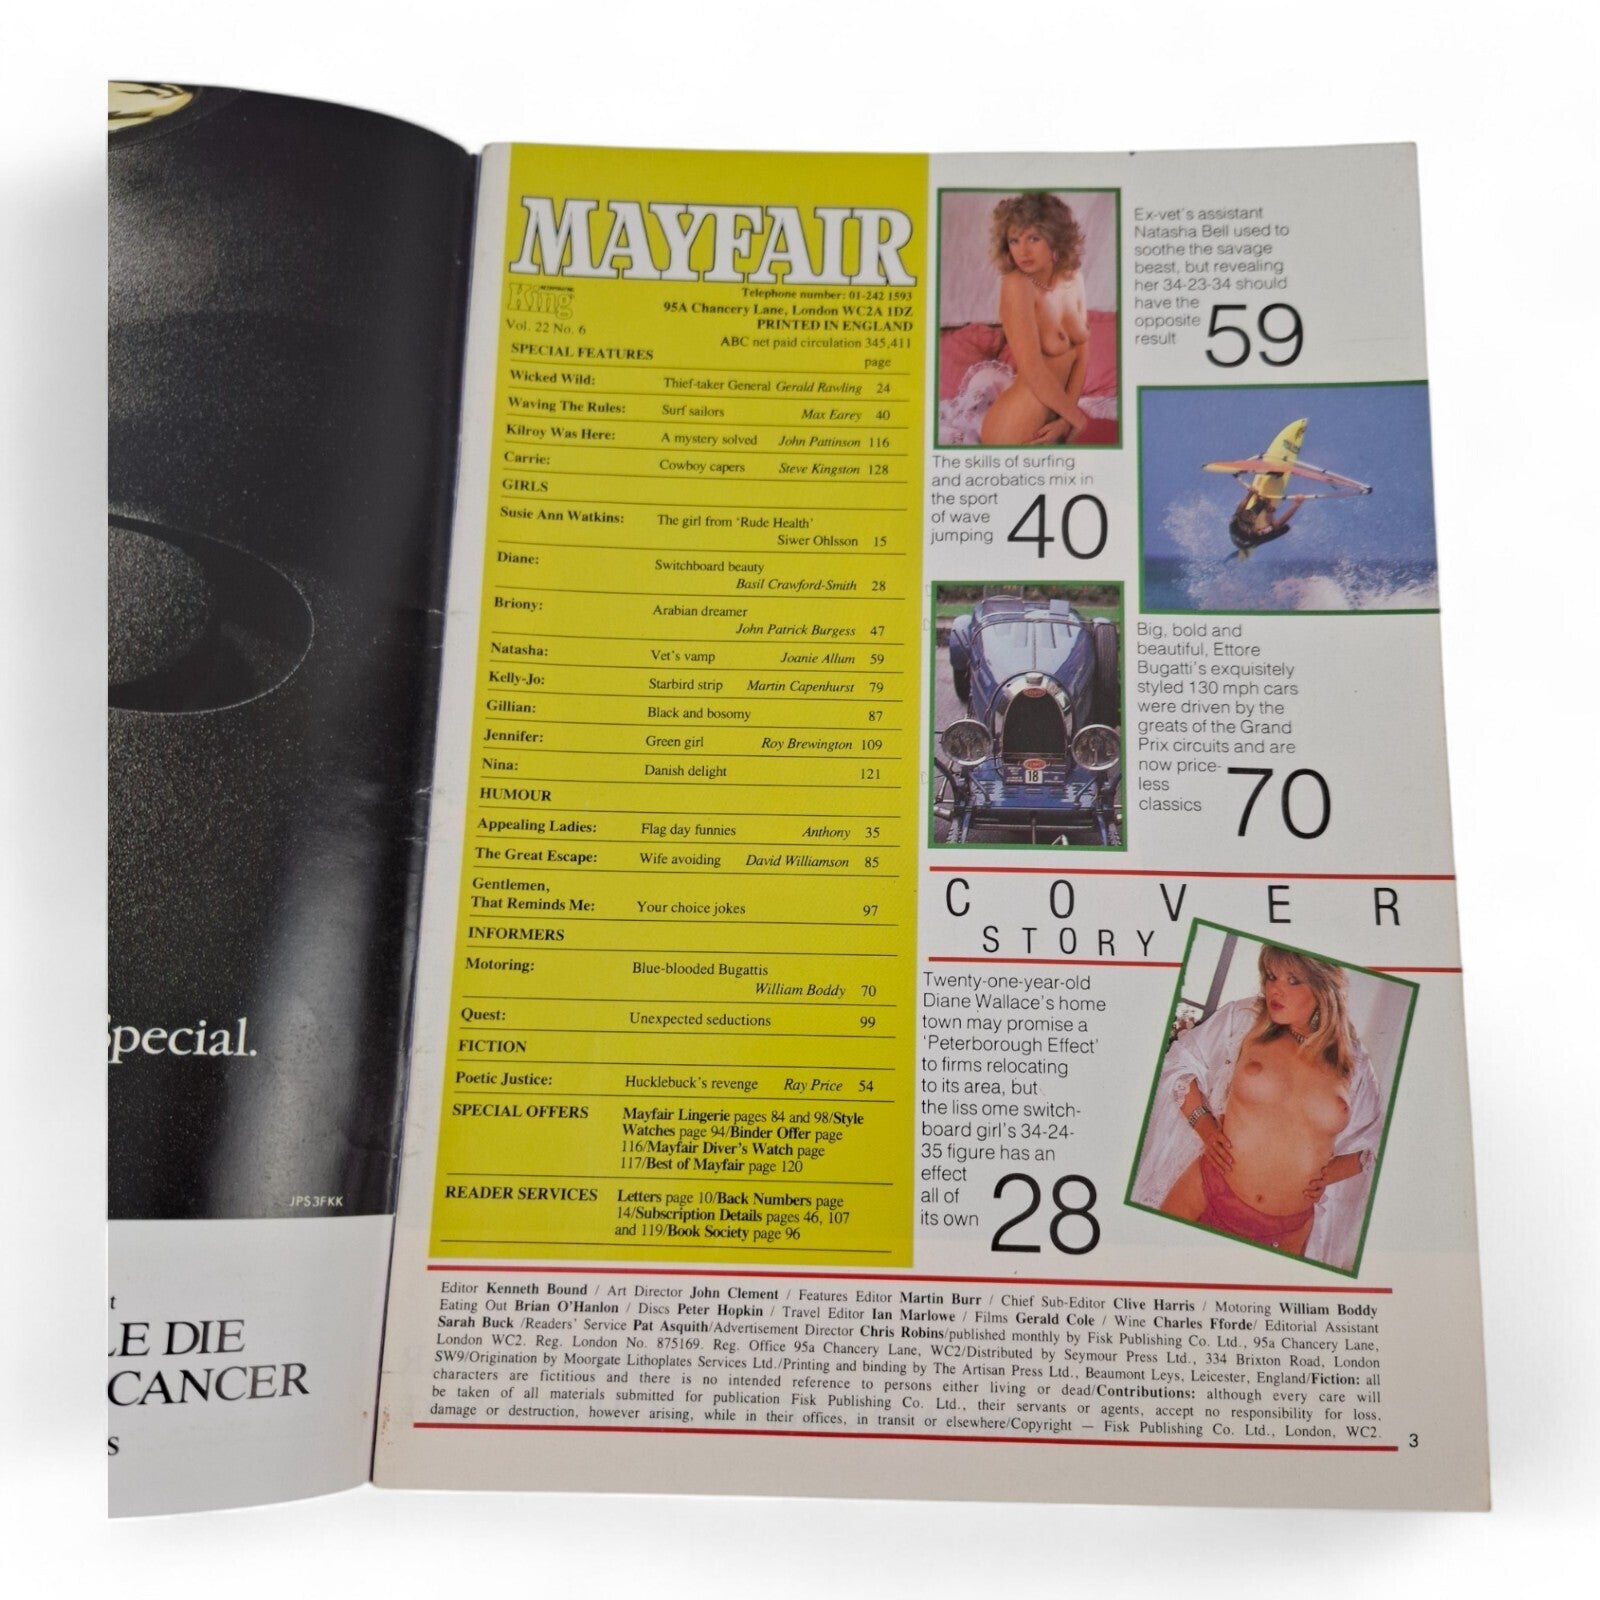 pecial.
JPS3FKK
E DIE
CANCER
MAYFAIR
INCORPORATING
King
Telephone number: 01-242 1593
95A Chancery Lane, London WC2A 1DZ
PRINTED IN ENGLAND
Vol. 22 No. 6
ABC net paid circulation 345,411
SPECIAL FEATURES page
Wicked Wild: Thief-taker General Gerald Rawling 24
Waving The Rules: Surf sailors Max Earey 40
Kilroy Was Here: A mystery solved John Pattinson 116
Carrie: Cowboy capers Steve Kingston 128
GIRLS
Susie Ann Watkins: The girl from ‘Rude Health’
Siwer Ohlsson 15
Diane: Switchboard beauty
Basil Crawford-Smith 28
Briony: Arabian dreamer
John Patrick Burgess 47
Natasha: Vet's vamp Joanie Allum 59
Kelly-Jo: Starbird strip Martin Capenhurst 79
Gillian: Black and bosomy 87
Jennifer: Green girl Roy Brewington 109
Nina: Danish delight 121
HUMOUR
Appealing Ladies: Flag day funnies Anthony 35
The Great Escape: Wife avoiding David Williamson 85
Gentlemen,
That Reminds Me: Your choice jokes 97
INFORMERS
Motoring: Blue-blooded Bugattis
William Boddy 70
Quest: Unexpected seductions 99
FICTION
Poetic Justice: Hucklebuck's revenge Ray Price 54
SPECIAL OFFERS Mayfair Lingerie pages 84 and 98/Style
Watches page 94/Binder Offer page
116/Mayfair Diver's Watch page
117/Best of Mayfair page 120
READER SERVICES Letters page 10/Back Numbers page
14/Subscription Details pages 46, 107
and 119/Book Society page 96
Ex-vet's assistant
Natasha Bell used to
soothe the savage
beast, but revealing
her 34-23-34 should
have the
opposite
result
59
The skills of surfing
and acrobatics mix in
the sport
of wave
jumping
40
18
Big, bold and
beautiful, Ettore
Bugatti's exquisitely
styled 130 mph cars
were driven by the
greats of the Grand
Prix circuits and are
now price-
less
classics
70
COVER
STORY
Twenty-one-year-old
Diane Wallace's home
town may promise a
‘Peterborough Effect’
to firms relocating
to its area, but
the liss ome switch-
board girl's 34-24-
35 figure has an
effect
all of
its own
28
Editor Kenneth Bound / Art Director John Clement / Features Editor Martin Burr / Chief Sub-Editor Clive Harris / Motoring William Boddy
Eating Out Brian O'Hanlon / Discs Peter Hopkin / Travel Editor Ian Marlowe / Films Gerald Cole / Wine Charles Fforde/ Editorial Assistant
Sarah Buck /Readers' Service Pat Asquith/Advertisement Director Chris Robins/published monthly by Fisk Publishing Co. Ltd., 95a Chancery Lane,
London WC2. Reg. London No. 875169. Reg. Office 95a Chancery Lane, WC2/Distributed by Seymour Press Ltd., 334 Brixton Road, London
SW9/Origination by Moorgate Lithoplates Services Ltd./Printing and binding by The Artisan Press Ltd., Beaumont Leys, Leicester, England/Fiction: all
characters are fictitious and there is no intended reference to persons either living or dead/Contributions: although every care will
be taken of all materials submitted for publication Fisk Publishing Co. Ltd., their servants or agents, accept no responsibility for loss,
damage or destruction, however arising, while in their offices, in transit or elsewhere/Copyright — Fisk Publishing Co. Ltd., London, WC2.
3